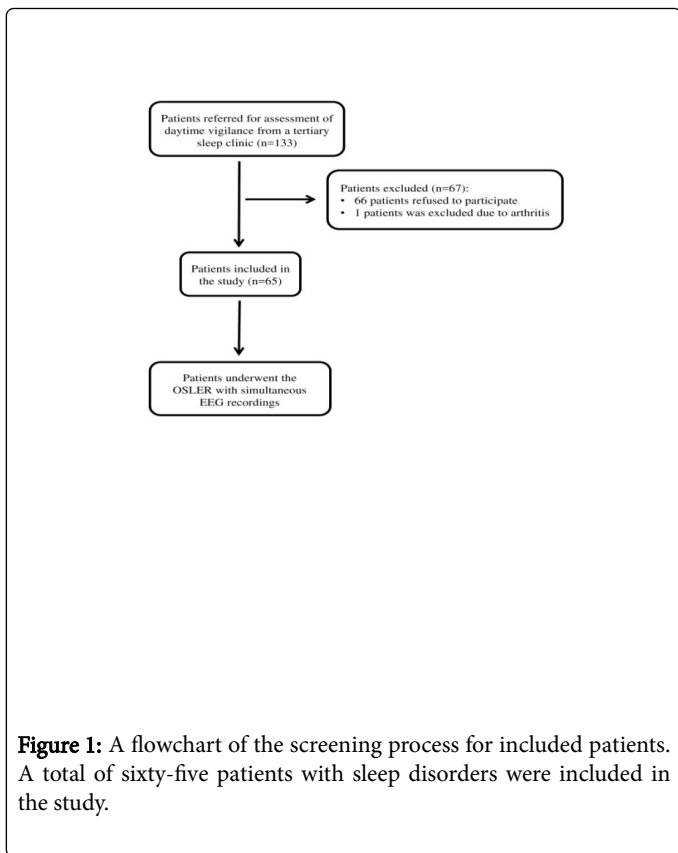 Patients referred for assessment of
daytime vigilance from a tertiary
sleep clinic (n=133)
Patients excluded (n=67):
• 66 patients refused to participate
• 1 patients was excluded due to arthritis
Patients included in
the study (n=65)
Patients underwent the
OSLER with simultaneous
EEG recordings
Figure 1: A flowchart of the screening process for included patients.
A total of sixty-five patients with sleep disorders were included in
the study.